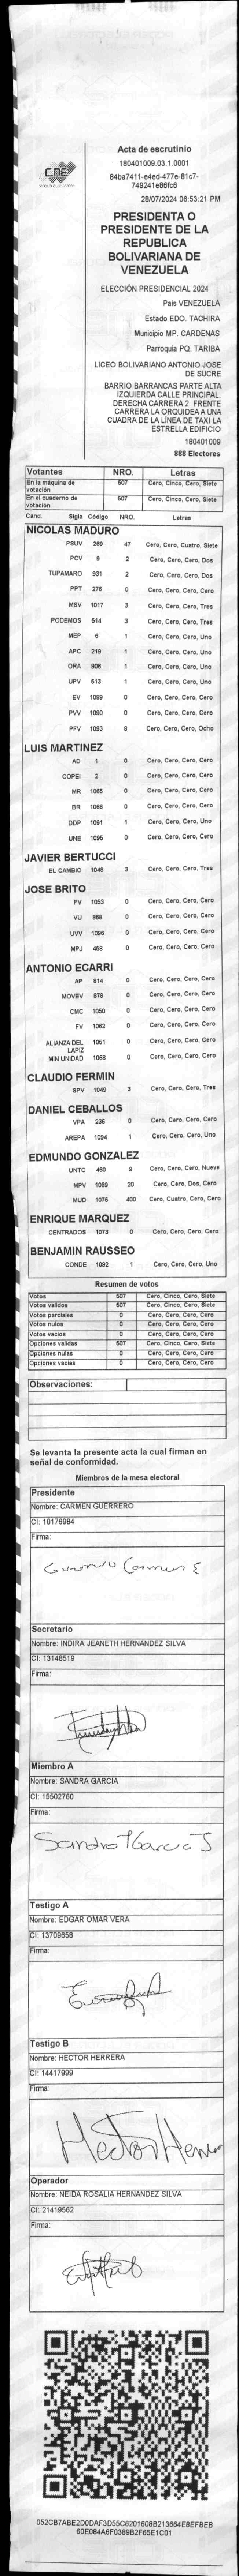 CNE
Acta de escrutinio
180401009.03.1.0001
84ba7411-e4ed-477e-81c7-
749241e86fc6
28/07/2024 06:53:21 PM
PRESIDENTA O
PRESIDENTE DE LA
REPUBLICA
BOLIVARIANA DE
VENEZUELA
ELECCIÓN PRESIDENCIAL 2024
Pais VENEZUELA
Estado EDO. TACHIRA
Municipio MP. CARDENAS
Parroquia PQ. TARIBA
LICEO BOLIVARIANO ANTONIO JOSE
DE SUCRE
BARRIO BARRANCAS PARTE ALTA
IZQUIERDA CALLE PRINCIPAL.
DERECHA CARRERA 2. FRENTE
CARRERA LA ORQUIDEA A UNA
CUADRA DE LA LÍNEA DE TAXI LA
ESTRELLA EDIFICIO
180401009
888 Electores
Votantes NRO. Letras
En la máquina de votación 507 Cero, Cinco, Cero, Siete
En el cuaderno de votación 507 Cero, Cinco, Cero, Siete
Cand. Sigla Código NRO. Letras
NICOLAS MADURO
PSUV 269 47 Cero, Cero, Cuatro, Siete
PCV 9 2 Cero, Cero, Cero, Dos
TUPAMARO 931 2 Cero, Cero, Cero, Dos
PPT 275 0 Cero, Cero, Cero, Cero
MSV 1017 3 Cero, Cero, Cero, Tres
PODEMOS 514 3 Cero, Cero, Cero, Tres
MEP 6 1 Cero, Cero, Cero, Uno
APC 219 1 Cero, Cero, Cero, Uno
ORA 906 1 Cero, Cero, Cero, Uno
UPV 513 1 Cero, Cero, Cero, Uno
EV 1089 0 Cero, Cero, Cero, Cero
PVV 1090 0 Cero, Cero, Cero, Cero
PFV 1093 8 Cero, Cero, Cero, Ocho
LUIS MARTINEZ
AD 1 0 Cero, Cero, Cero, Cero
COPEI 2 0 Cero, Cero, Cero, Cero
MR 1065 0 Cero, Cero, Cero, Cero
BR 1066 0 Cero, Cero, Cero, Cero
DDP 1091 1 Cero, Cero, Cero, Uno
UNE 1095 0 Cero, Cero, Cero, Cero
JAVIER BERTUCCI
EL CAMBIO 1048 3 Cero, Cero, Cero, Tres
JOSE BRITO
PV 1053 0 Cero, Cero, Cero, Cero
VU 968 0 Cero, Cero, Cero, Cero
UVV 1096 0 Cero, Cero, Cero, Cero
MPJ 456 0 Cero, Cero, Cero, Cero
ANTONIO ECARRI
AP 814 0 Cero, Cero, Cero, Cero
MOVEV 879 0 Cero, Cero, Cero, Cero
CMC 1050 0 Cero, Cero, Cero, Cero
FV 1062 0 Cero, Cero, Cero, Cero
ALIANZA DEL LAPIZ 1051 0 Cero, Cero, Cero, Cero
MIN UNIDAD 1068 0 Cero, Cero, Cero, Cero
CLAUDIO FERMIN
SPV 1049 3 Cero, Cero, Cero, Tres
DANIEL CEBALLOS
VPA 236 0 Cero, Cero, Cero, Cero
AREPA 1094 1 Cero, Cero, Cero, Uno
EDMUNDO GONZALEZ
UNTC 460 9 Cero, Cero, Cero, Nueve
MPV 1069 20 Cero, Cero, Dos, Cero
MUD 1075 400 Cero, Cuatro, Cero, Cero
ENRIQUE MARQUEZ
CENTRADOS 1073 0 Cero, Cero, Cero, Cero
BENJAMIN RAUSSEO
CONDE 1092 1 Cero, Cero, Cero, Uno
Resumen de votos
Votos 507 Cero, Cinco, Cero, Siete
Votos validos 507 Cero, Cinco, Cero, Siete
Votos parciales 0 Cero, Cero, Cero, Cero
Votos nulos 0 Cero, Cero, Cero, Cero
Votos vacios 0 Cero, Cero, Cero, Cero
Opciones validas 507 Cero, Cinco, Cero, Siete
Opciones nulas 0 Cero, Cero, Cero, Cero
Opciones vacias 0 Cero, Cero, Cero, Cero
Observaciones:
Se levanta la presente acta la cual firman en
señal de conformidad.
Miembros de la mesa electoral
Presidente
Nombre: CARMEN GUERRERO
CI: 10176984
Firma:
Secretario
Nombre: INDIRA JEANETH HERNANDEZ SILVA
CI: 13148519
Firma:
Miembro A
Nombre: SANDRA GARCIA
CI: 15502760
Firma:
Sandra Garcia J
Testigo A
Nombre: EDGAR OMAR VERA
CI: 13709658
Firma:
Testigo B
Nombre: HECTOR HERRERA
CI: 14417999
Firma:
Hector Herre
Operador
Nombre: NEIDA ROSALIA HERNANDEZ SILVA
CI: 21419562
Firma:
052CB7ABE2D0DAF3D55C6201608B213664E8EFBEB
60E084A6F0389B2F65E1C01